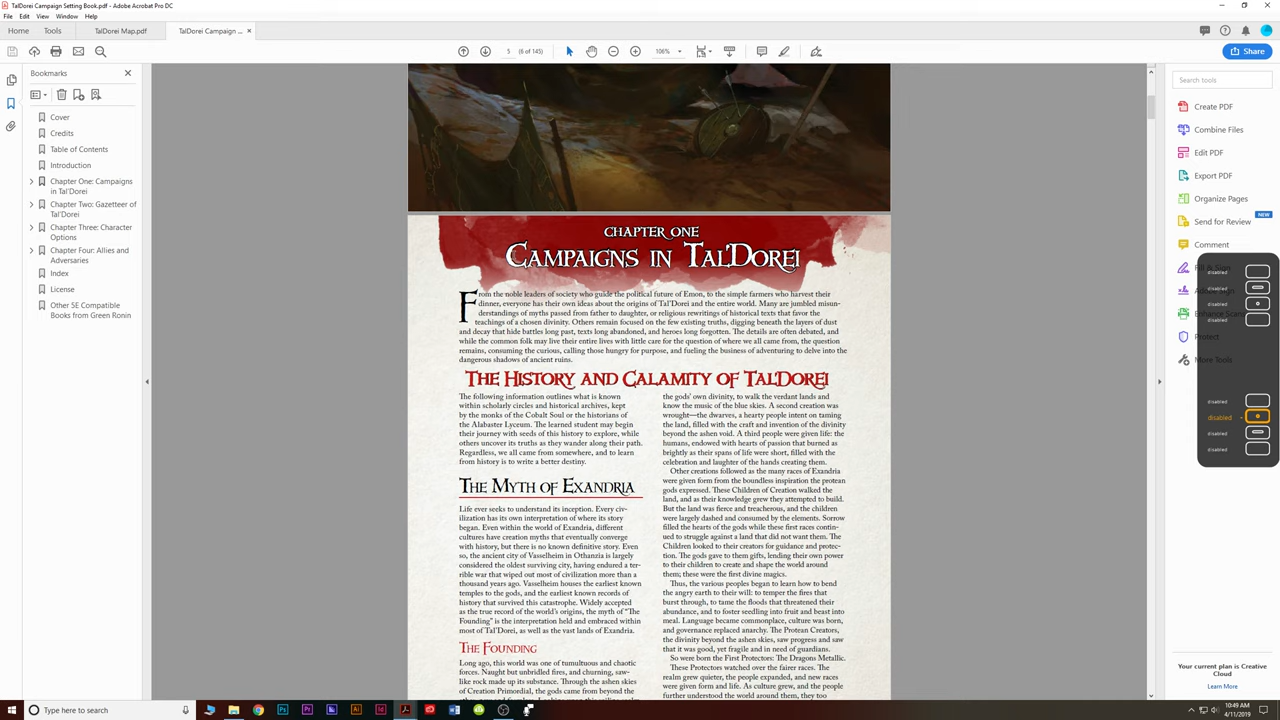 TalDorei Campaign Setting Book.pdf - Adobe Acrobat Pro DC
File Edit View Window Help
Home Tools TalDorei Map.pdf TalDorei Campaign ... ×
5 (6 of 145) 106% Share
Bookmarks
Cover
Credits
Table of Contents
Introduction
Chapter One: Campaigns
in Tal'Dorei
Chapter Two: Gazetteer of
Tal'Dorei
Chapter Three: Character
Options
Chapter Four: Allies and
Adversaries
Index
License
Other 5E Compatible
Books from Green Ronin
Chapter One
Campaigns in Tal'Dorei
From the noble leaders of society who guide the political future of Emon, to the simple farmers who harvest their
dinner, everyone has their own ideas about the origins of Tal'Dorei and the entire world. Many are jumbled misun-
derstandings of myths passed from father to daughter, or religious rewritings of historical texts that favor the
teachings of a chosen divinity. Others remain focused on the few existing truths, digging beneath the layers of dust
and decay that hide battles long past, texts long abandoned, and heroes long forgotten. The details are often debated, and
while the common folk may live their entire lives with little care for the question of where we all came from, the question
remains, consuming the curious, calling those hungry for purpose, and fueling the business of adventuring to delve into the
dangerous shadows of ancient ruins.
The History and Calamity of Tal'Dorei
The following information outlines what is known
within scholarly circles and historical archives, kept
by the monks of the Cobalt Soul or the historians of
the Alabaster Lyceum. The learned student may begin
their journey with seeds of this history to explore, while
others uncover its truths as they wander along their path.
Regardless, we all came from somewhere, and to learn
from history is to write a better destiny.
The Myth of Exandria
Life ever seeks to understand its inception. Every civ-
ilization has its own interpretation of where its story
began. Even within the world of Exandria, different
cultures have creation myths that eventually converge
with history, but there is no known definitive story. Even
so, the ancient city of Vasselheim in Othanzia is largely
considered the oldest surviving city, having endured a ter-
rible war that wiped out most of civilization more than a
thousand years ago. Vasselheim houses the earliest known
temples to the gods, and the earliest known records of
history that survived this catastrophe. Widely accepted
as the true record of the world's origins, the myth of "The
Founding" is the interpretation held and embraced within
most of Tal'Dorei, as well as the vast lands of Exandria.
The Founding
Long ago, this world was one of tumultuous and chaotic
forces. Naught but unbridled fires, and churning, saw-
like rock made up its substance. Through the ashen skies
of Creation Primordial, the gods came from beyond the
the gods' own divinity, to walk the verdant lands and
know the music of the blue skies. A second creation was
wrought—the dwarves, a hearty people intent on taming
the land, filled with the craft and invention of the divinity
beyond the ashen void. A third people were given life: the
humans, endowed with hearts of passion that burned as
brightly as their spans of life were short, filled with the
celebration and laughter of the hands creating them.
Other creations followed as the many races of Exandria
were given form from the boundless inspiration the protean
gods expressed. These Children of Creation walked the
land, and as their knowledge grew they attempted to build.
But the land was fierce and treacherous, and the children
were largely dashed and consumed by the elements. Sorrow
filled the hearts of the gods while these first races contin-
ued to struggle against a land that did not want them. The
Children looked to their creators for guidance and protec-
tion. The gods gave to them gifts, lending their own power
to their children to create and shape the world around
them; these were the first divine magics.
Thus, the various peoples began to learn how to bend
the angry earth to their will: to temper the fires that
burst through, to tame the floods that threatened their
abundance, and to foster seedling into fruit and beast into
meal. Language became commonplace, culture was born,
and governance replaced anarchy. The Protean Creators,
the divinity beyond the ashen skies, saw progress and saw
that it was good, yet fragile and in need of guardians.
So were born the First Protectors: The Dragons Metallic.
These Protectors watched over the fairer races. The
realm grew quieter, the people expanded, and new races
were given form and life. As culture grew, and the people
further understood the world around them, they too
Search tools
Create PDF
Combine Files
Edit PDF
Export PDF
Organize Pages
Send for Review NEW
Comment
Protect
More Tools
disabled
disabled
disabled
disabled
disabled
disabled
disabled
disabled
Your current plan is Creative
Cloud
Learn More
Type here to search
10:49 AM
4/11/2019